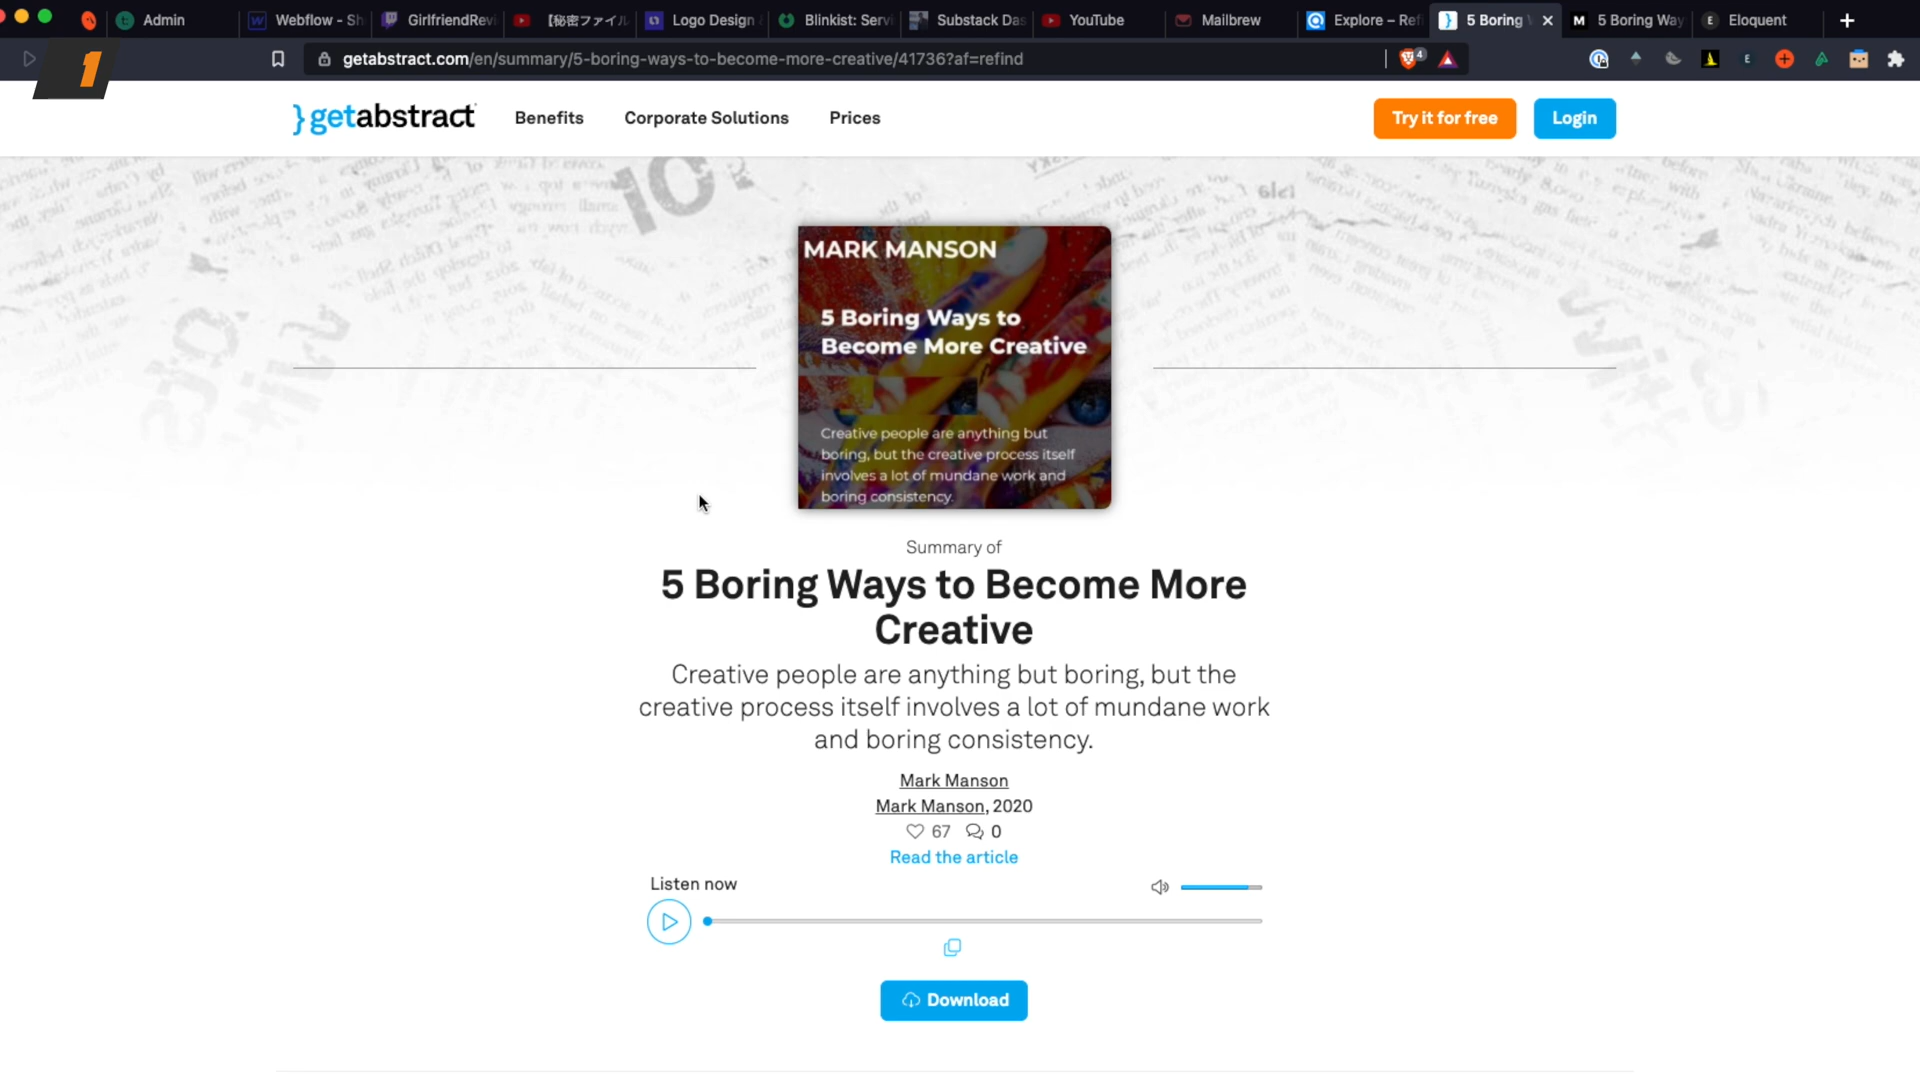 Admin
Webflow - Sh
GirlfriendRevi
【秘密ファイル
Logo Design
Blinkist: Servi
Substack Das
YouTube
Mailbrew
Explore – Ref
5 Boring
5 Boring Way
Eloquent
1
getabstract.com/en/summary/5-boring-ways-to-become-more-creative/41736?af=refind
4
}getabstract
Benefits
Corporate Solutions
Prices
Try it for free
Login
MARK MANSON
5 Boring Ways to
Become More Creative
Creative people are anything but
boring, but the creative process itself
involves a lot of mundane work and
boring consistency.
Summary of
5 Boring Ways to Become More
Creative
Creative people are anything but boring, but the
creative process itself involves a lot of mundane work
and boring consistency.
Mark Manson
Mark Manson, 2020
67 0
Read the article
Listen now
Download